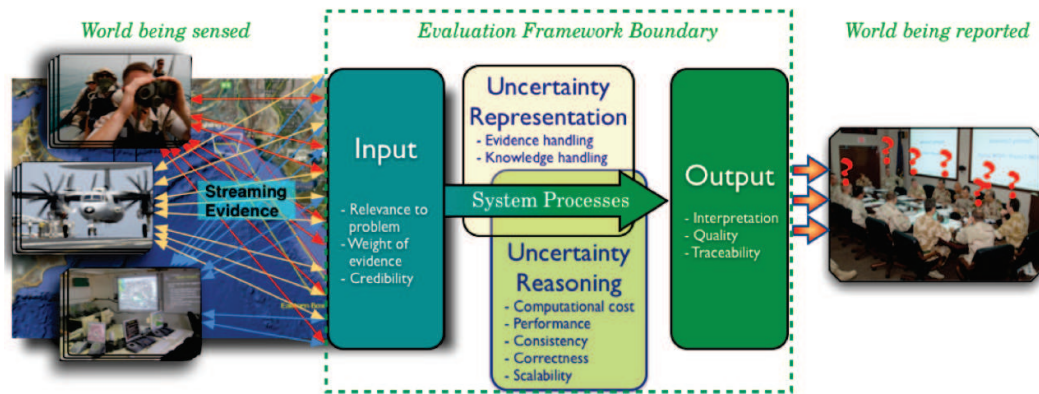 World being sensed
Evaluation Framework Boundary
World being reported
Streaming
Evidence
Input
- Relevance to
problem
- Weight of
evidence
- Credibility
Uncertainty
Representation
- Evidence handling
- Knowledge handling
System Processes
Uncertainty
Reasoning
- Computational cost
- Performance
- Consistency
- Correctness
- Scalability
Output
- Interpretation
- Quality
- Traceability
? ? ? ? ?